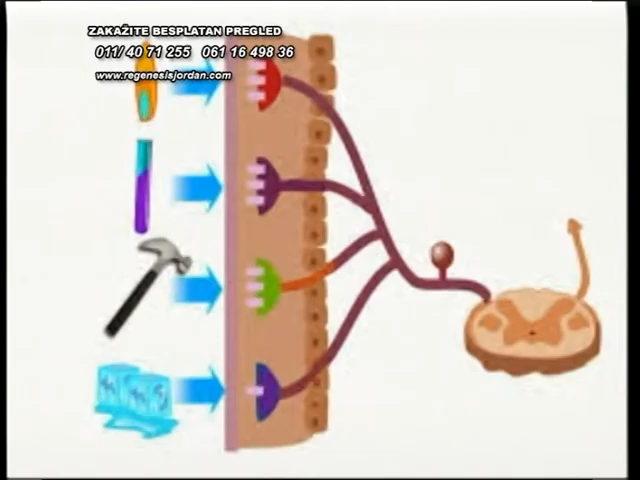 ZAKAŽITE BESPLATAN PREGLED
011/ 40 71 255 061 16 498 36
www.regenesisjordan.com